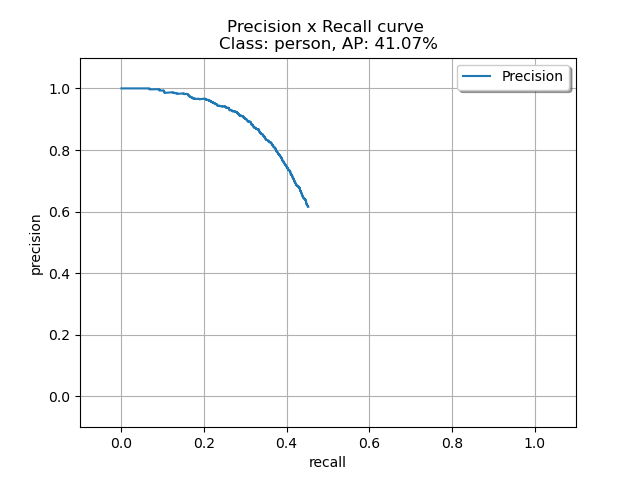 Precision x Recall curve
Class: person, AP: 41.07%
Precision
1.0
0.8
0.6
0.4
0.2
0.0
precision
0.0 0.2 0.4 0.6 0.8 1.0
recall